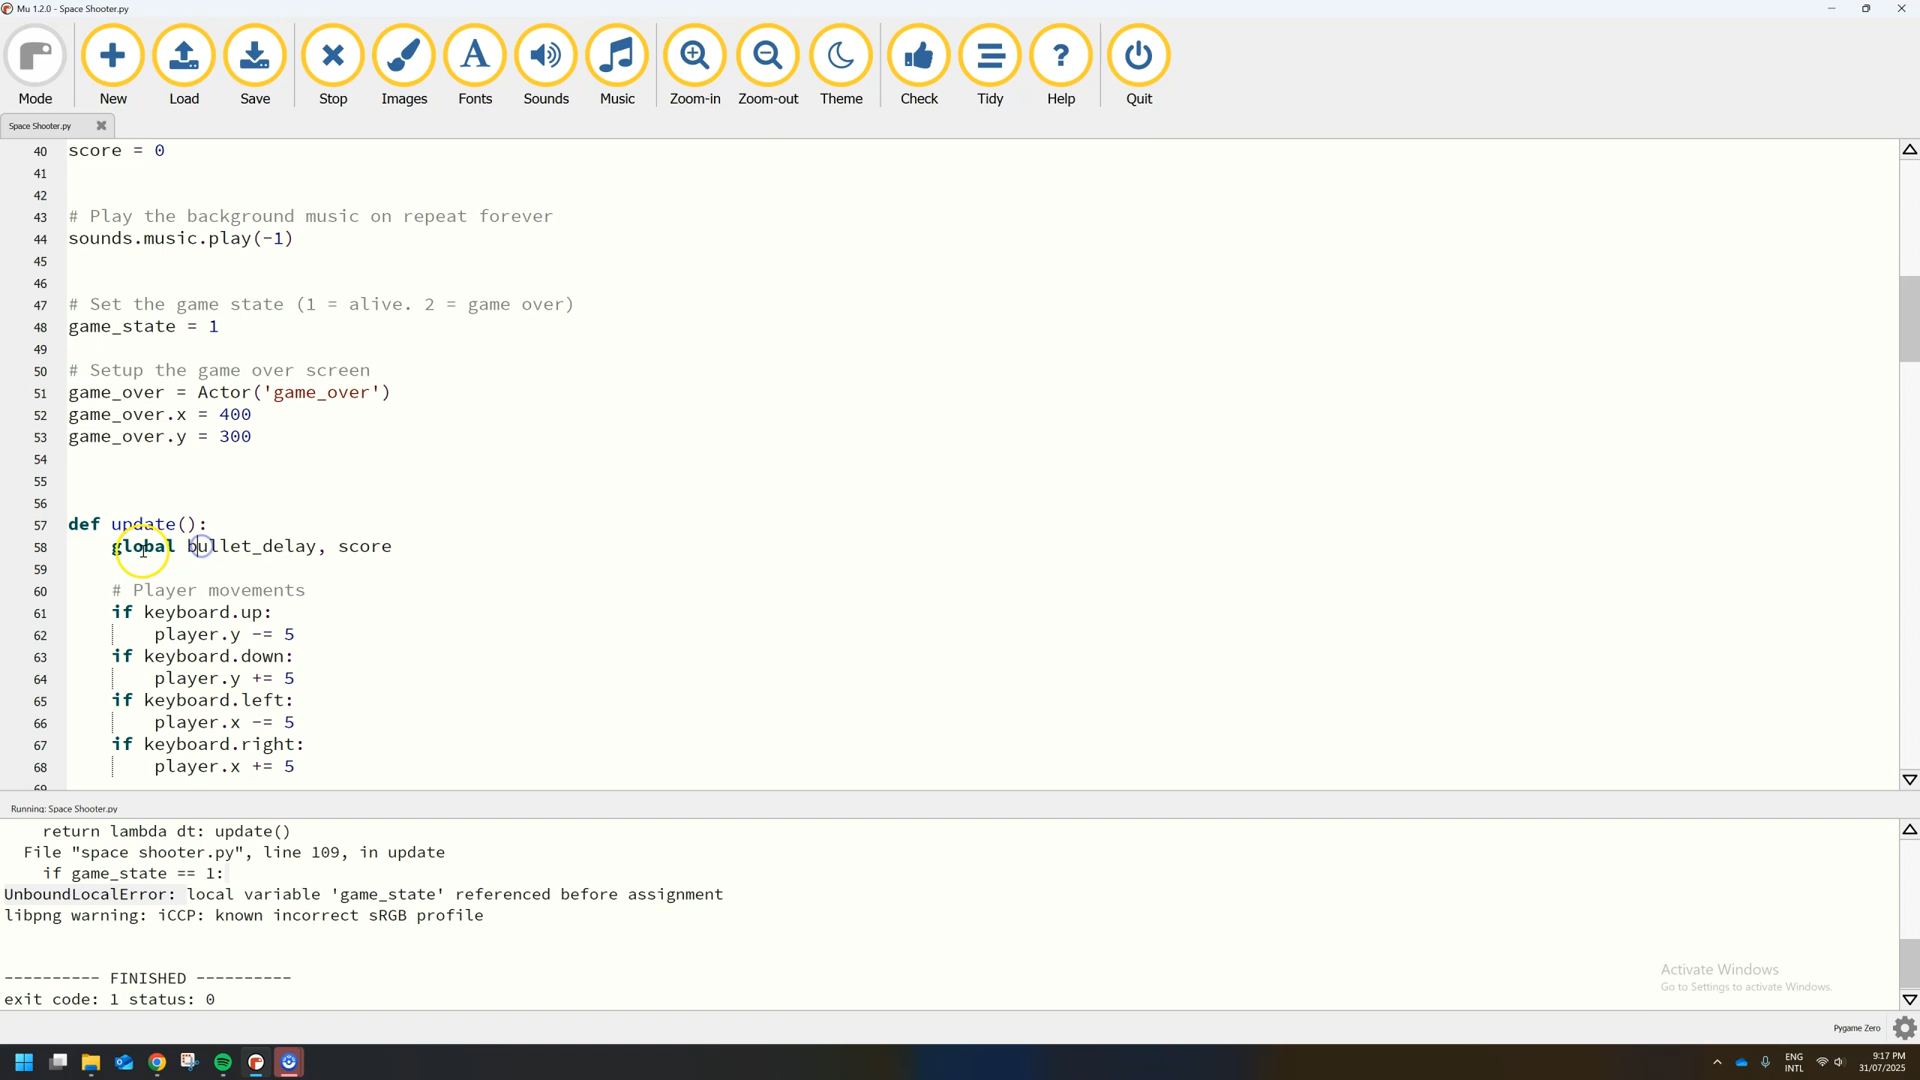 Mu 1.2.0 - Space Shooter.py
Mode New Load Save Stop Images Fonts Sounds Music Zoom-in Zoom-out Theme Check Tidy Help Quit
Space Shooter.py
40 score = 0
41
42
43 # Play the background music on repeat forever
44 sounds.music.play(-1)
45
46
47 # Set the game state (1 = alive. 2 = game over)
48 game_state = 1
49
50 # Setup the game over screen
51 game_over = Actor('game_over')
52 game_over.x = 400
53 game_over.y = 300
54
55
56
57 def update():
58 global bullet_delay, score
59
60 # Player movements
61 if keyboard.up:
62 player.y -= 5
63 if keyboard.down:
64 player.y += 5
65 if keyboard.left:
66 player.x -= 5
67 if keyboard.right:
68 player.x += 5
69
Running: Space Shooter.py
return lambda dt: update()
File "space shooter.py", line 109, in update
if game_state == 1:
UnboundLocalError: local variable 'game_state' referenced before assignment
libpng warning: iCCP: known incorrect sRGB profile
---------- FINISHED ----------
exit code: 1 status: 0
Activate Windows
Go to Settings to activate Windows.
Pygame Zero
ENG
INTL
9:17 PM
31/07/2025